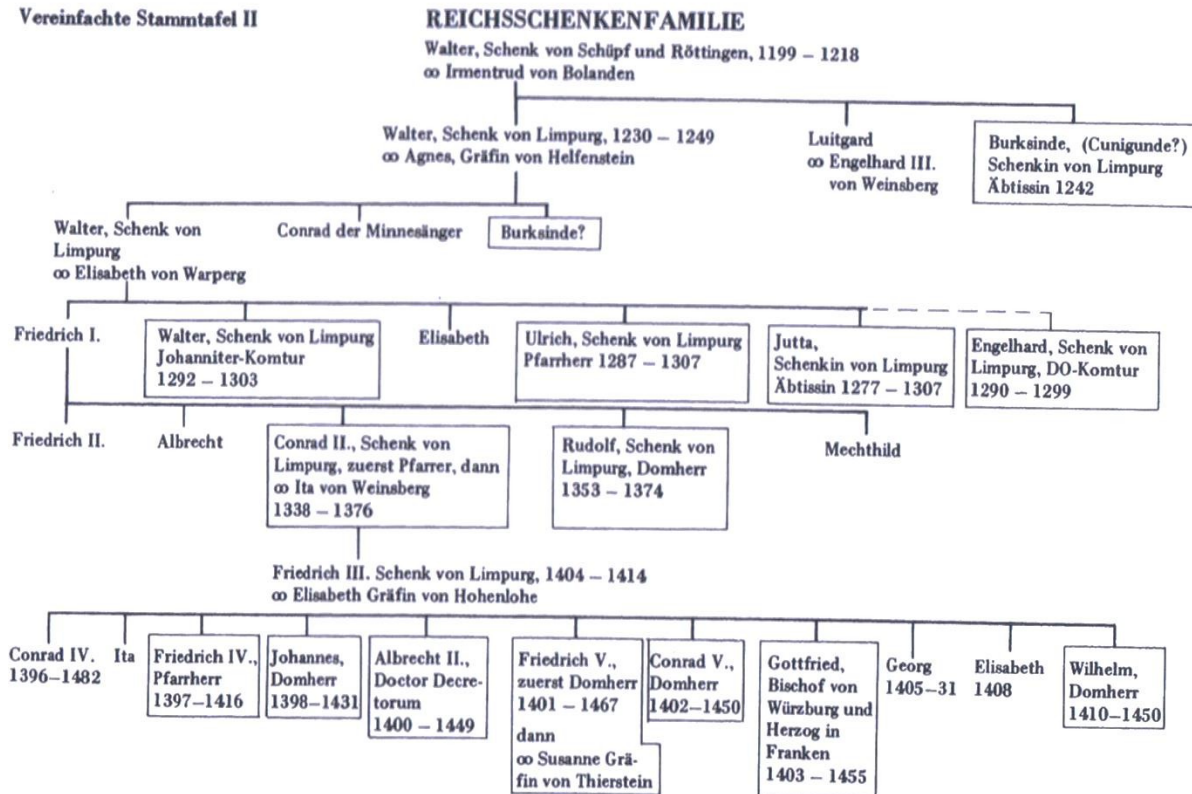 Vereinfachte Stammtafel II
REICHSSCHENKENFAMILIE
Walter, Schenk von Schüpf und Röttingen, 1199 – 1218
∞ Irmentrud von Bolanden
Walter, Schenk von Limpurg, 1230 – 1249
∞ Agnes, Gräfin von Helfenstein
Luitgard
∞ Engelhard III.
von Weinsberg
Burksinde, (Cunigunde?)
Schenkin von Limpurg
Äbtissin 1242
Walter, Schenk von
Limpurg
∞ Elisabeth von Warperg
Conrad der Minnesänger
Burksinde?
Friedrich I.
Walter, Schenk von Limpurg
Johanniter-Komtur
1292 – 1303
Elisabeth
Ulrich, Schenk von Limpurg
Pfarrherr 1287 – 1307
Jutta,
Schenkin von Limpurg
Äbtissin 1277 – 1307
Engelhard, Schenk von
Limpurg, DO-Komtur
1290 – 1299
Friedrich II.
Albrecht
Conrad II., Schenk von
Limpurg, zuerst Pfarrer, dann
∞ Ita von Weinsberg
1338 – 1376
Rudolf, Schenk von
Limpurg, Domherr
1353 – 1374
Mechthild
Friedrich III. Schenk von Limpurg, 1404 – 1414
∞ Elisabeth Gräfin von Hohenlohe
Conrad IV.
1396–1482
Ita
Friedrich IV.,
Pfarrherr
1397–1416
Johannes,
Domherr
1398–1431
Albrecht II.,
Doctor Decre-
torum
1400 – 1449
Friedrich V.,
zuerst Domherr
1401 – 1467
dann
∞ Susanne Grä-
fin von Thierstein
Conrad V.,
Domherr
1402–1450
Gottfried,
Bischof von
Würzburg und
Herzog in
Franken
1403 – 1455
Georg
1405–31
Elisabeth
1408
Wilhelm,
Domherr
1410–1450